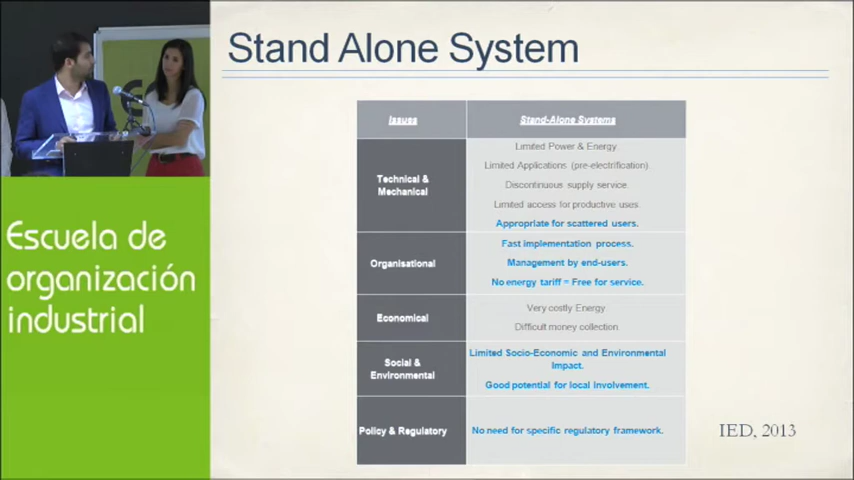 Stand Alone System
Issues
Stand-Alone Systems
Technical &
Mechanical
Limited Power & Energy.
Limited Applications (pre-electrification)
Discontinuous supply service.
Limited access for productive uses.
Appropriate for scattered users.
Organisational
Fast implementation process.
Management by end-users.
No energy tariff = Free for service.
Economical
Very costly Energy
Difficult money collection
Social &
Environmental
Limited Socio-Economic and Environmental
Impact.
Good potential for local involvement.
Policy & Regulatory
No need for specific regulatory framework.
IED, 2013
Escuela de
organización
industrial